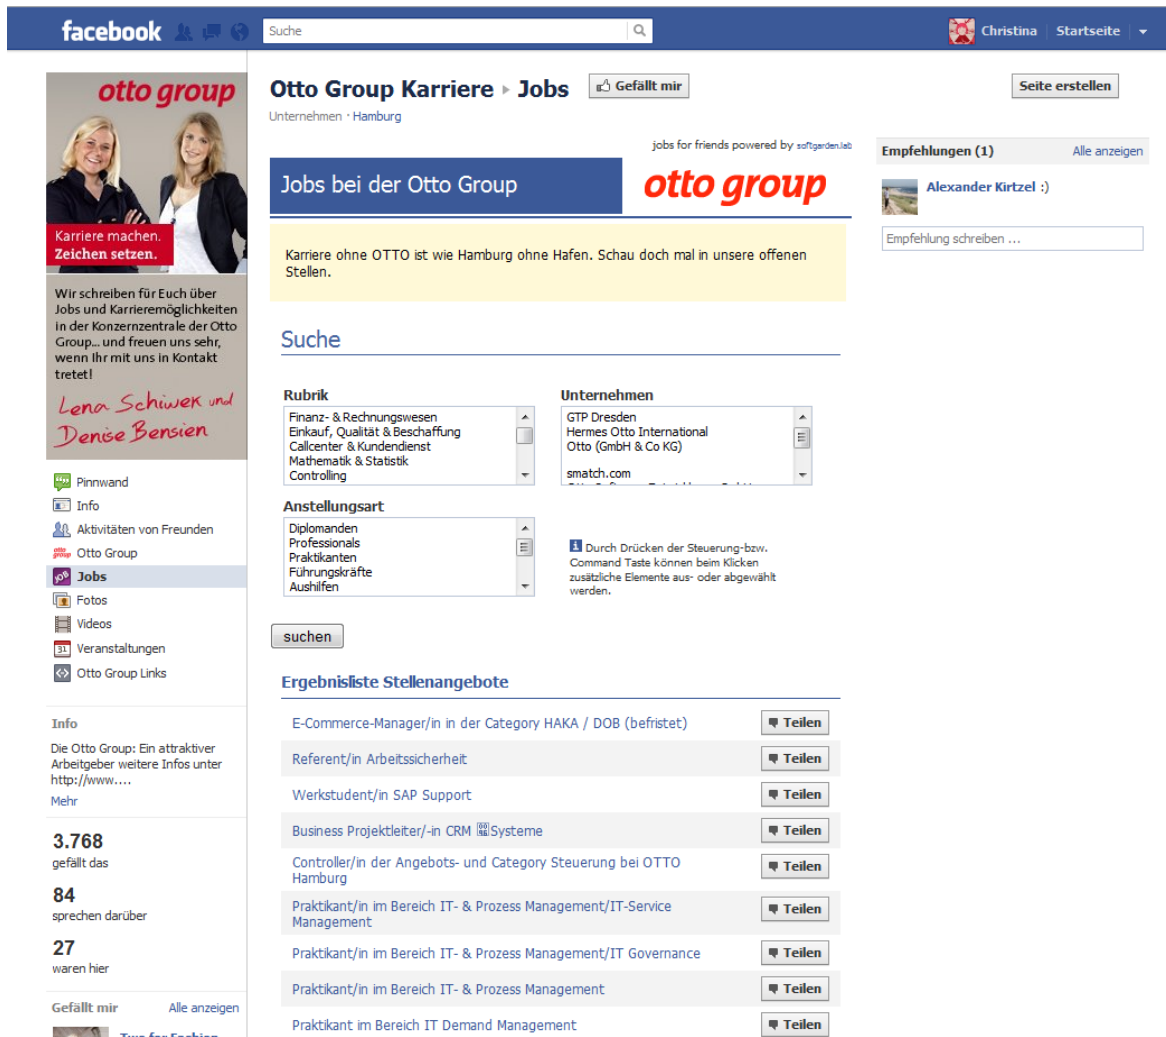 facebook
Suche
Christina
Startseite
otto group
Karriere machen.
Zeichen setzen.
Wir schreiben für Euch über
Jobs und Karrieremöglichkeiten
in der Konzernzentrale der Otto
Group... und freuen uns sehr,
wenn Ihr mit uns in Kontakt
tretet!
Lena Schiwek und
Denise Bensien
Pinnwand
Info
Aktivitäten von Freunden
otto group Otto Group
JOB Jobs
Fotos
Videos
31 Veranstaltungen
Otto Group Links
Info
Die Otto Group: Ein attraktiver
Arbeitgeber weitere Infos unter
http://www....
Mehr
3.768
gefällt das
84
sprechen darüber
27
waren hier
Gefällt mir Alle anzeigen
Two for Fashion
Otto Group Karriere ▸ Jobs
Gefällt mir
Unternehmen · Hamburg
jobs for friends powered by softgarden.lab
Jobs bei der Otto Group
otto group
Karriere ohne OTTO ist wie Hamburg ohne Hafen. Schau doch mal in unsere offenen
Stellen.
Suche
Rubrik
Finanz- & Rechnungswesen
Einkauf, Qualität & Beschaffung
Callcenter & Kundendienst
Mathematik & Statistik
Controlling
Unternehmen
GTP Dresden
Hermes Otto International
Otto (GmbH & Co KG)
smatch.com
Anstellungsart
Diplomanden
Professionals
Praktikanten
Führungskräfte
Aushilfen
Durch Drücken der Steuerung-bzw.
Command Taste können beim Klicken
zusätzliche Elemente aus- oder abgewählt
werden.
suchen
Ergebnisliste Stellenangebote
E-Commerce-Manager/in in der Category HAKA / DOB (befristet) Teilen
Referent/in Arbeitssicherheit Teilen
Werkstudent/in SAP Support Teilen
Business Projektleiter/-in CRM Systeme Teilen
Controller/in der Angebots- und Category Steuerung bei OTTO
Hamburg
Teilen
Praktikant/in im Bereich IT- & Prozess Management/IT-Service
Management
Teilen
Praktikant/in im Bereich IT- & Prozess Management/IT Governance Teilen
Praktikant/in im Bereich IT- & Prozess Management Teilen
Praktikant im Bereich IT Demand Management Teilen
Seite erstellen
Empfehlungen (1) Alle anzeigen
Alexander Kirtzel :)
Empfehlung schreiben ...